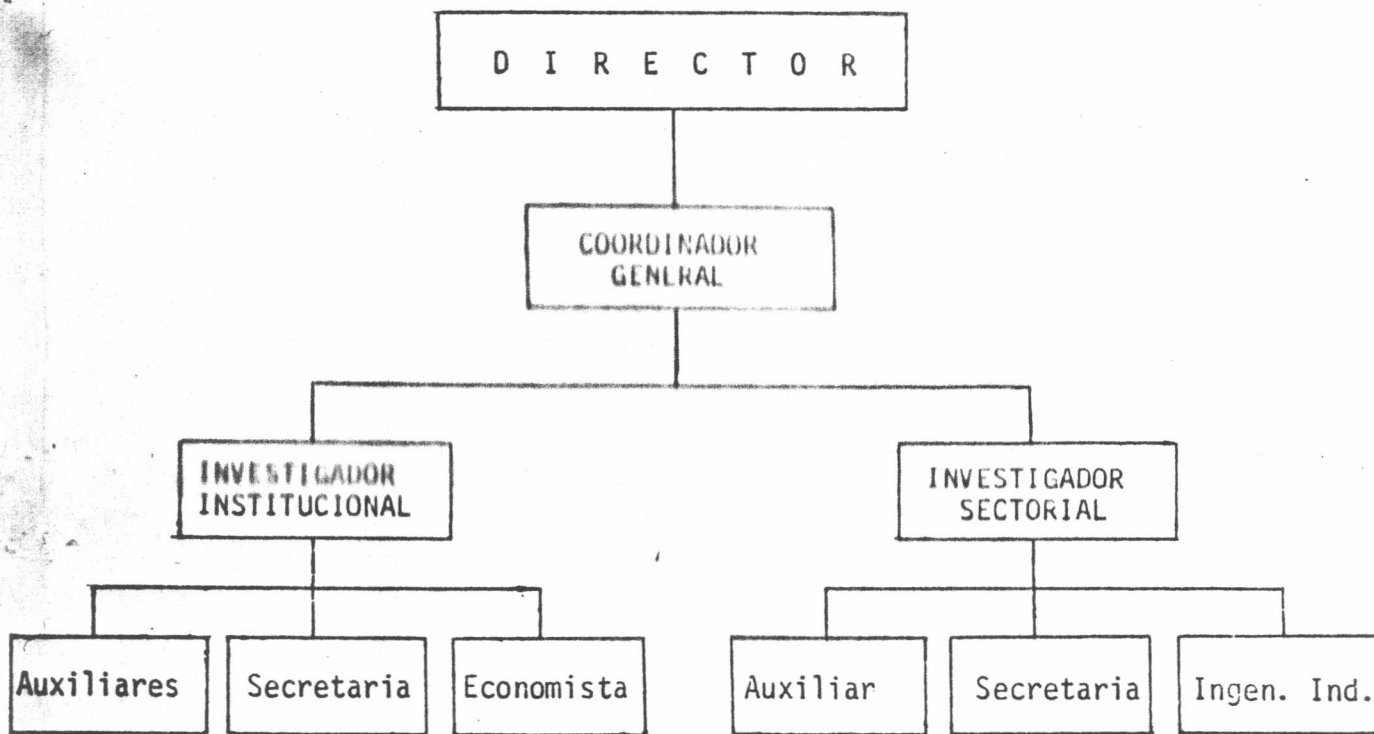 D I R E C T O R
COORDINADOR
GENERAL
INVESTIGADOR
INSTITUCIONAL
INVESTIGADOR
SECTORIAL
Auxiliares
Secretaria
Economista
Auxiliar
Secretaria
Ingen. Ind.